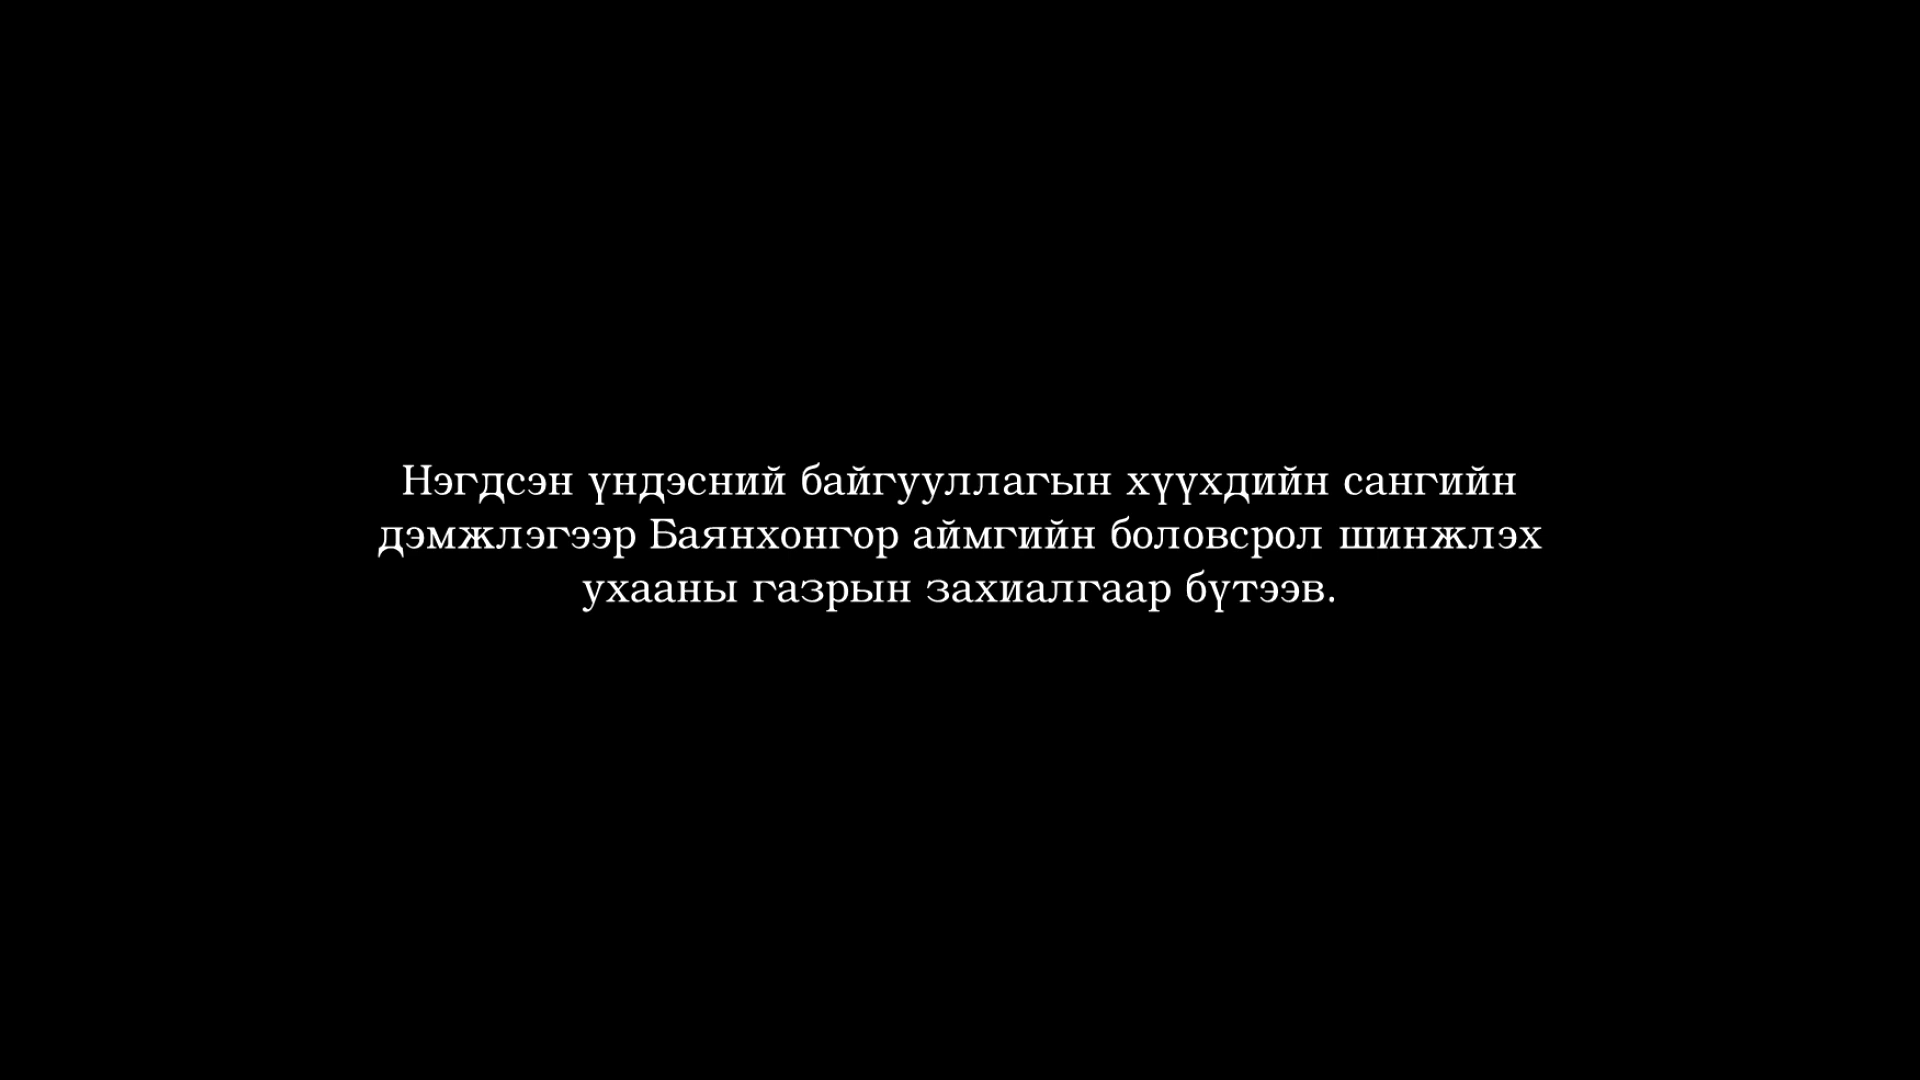 Нэгдсэн үндэсний байгууллагын хүүхдийн сангийн
дэмжлэгээр Баянхонгор аймгийн боловсрол шинжлэх
ухааны газрын захиалгаар бүтээв.